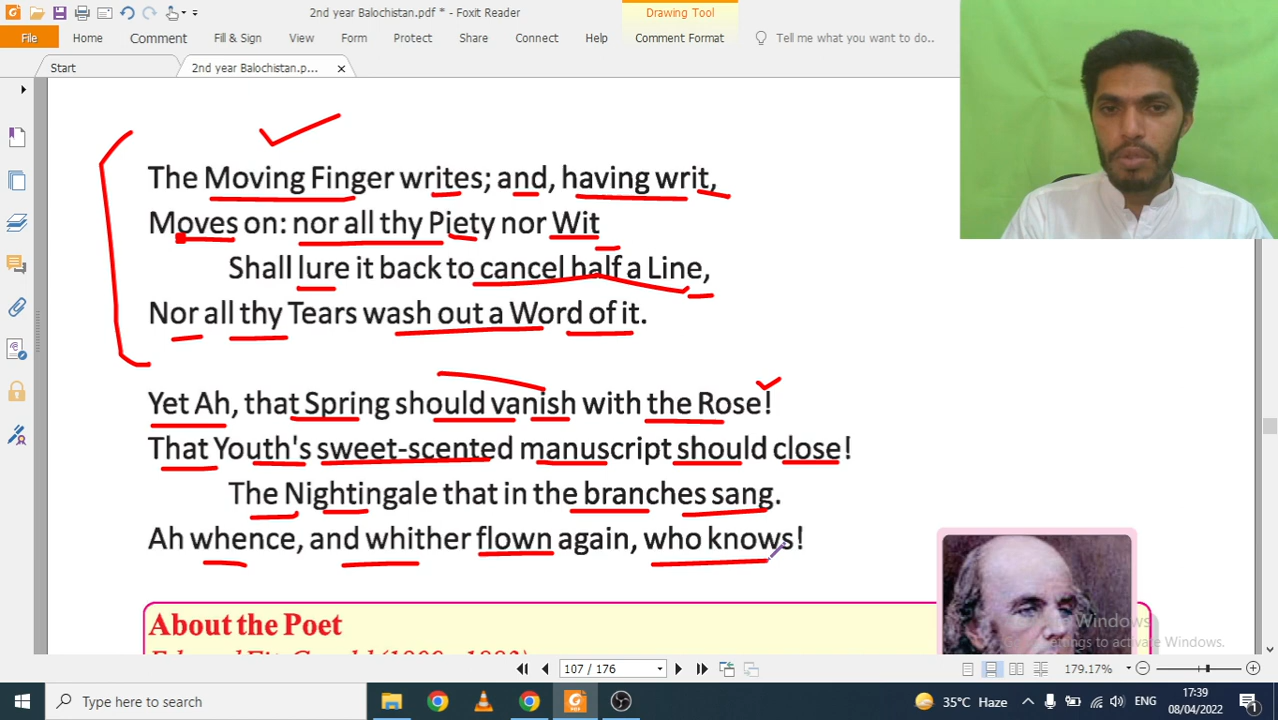 2nd year Balochistan.pdf * - Foxit Reader
Drawing Tool
File Home Comment Fill & Sign View Form Protect Share Connect Help Comment Format Tell me what you want to do..
Start 2nd year Balochistan.p... ×
The Moving Finger writes; and, having writ,
Moves on: nor all thy Piety nor Wit
Shall lure it back to cancel half a Line,
Nor all thy Tears wash out a Word of it.
Yet Ah, that Spring should vanish with the Rose!
That Youth's sweet-scented manuscript should close!
The Nightingale that in the branches sang.
Ah whence, and whither flown again, who knows!
About the Poet
107 / 176
179.17%
Type here to search
35°C Haze
ENG
17:39
08/04/2022